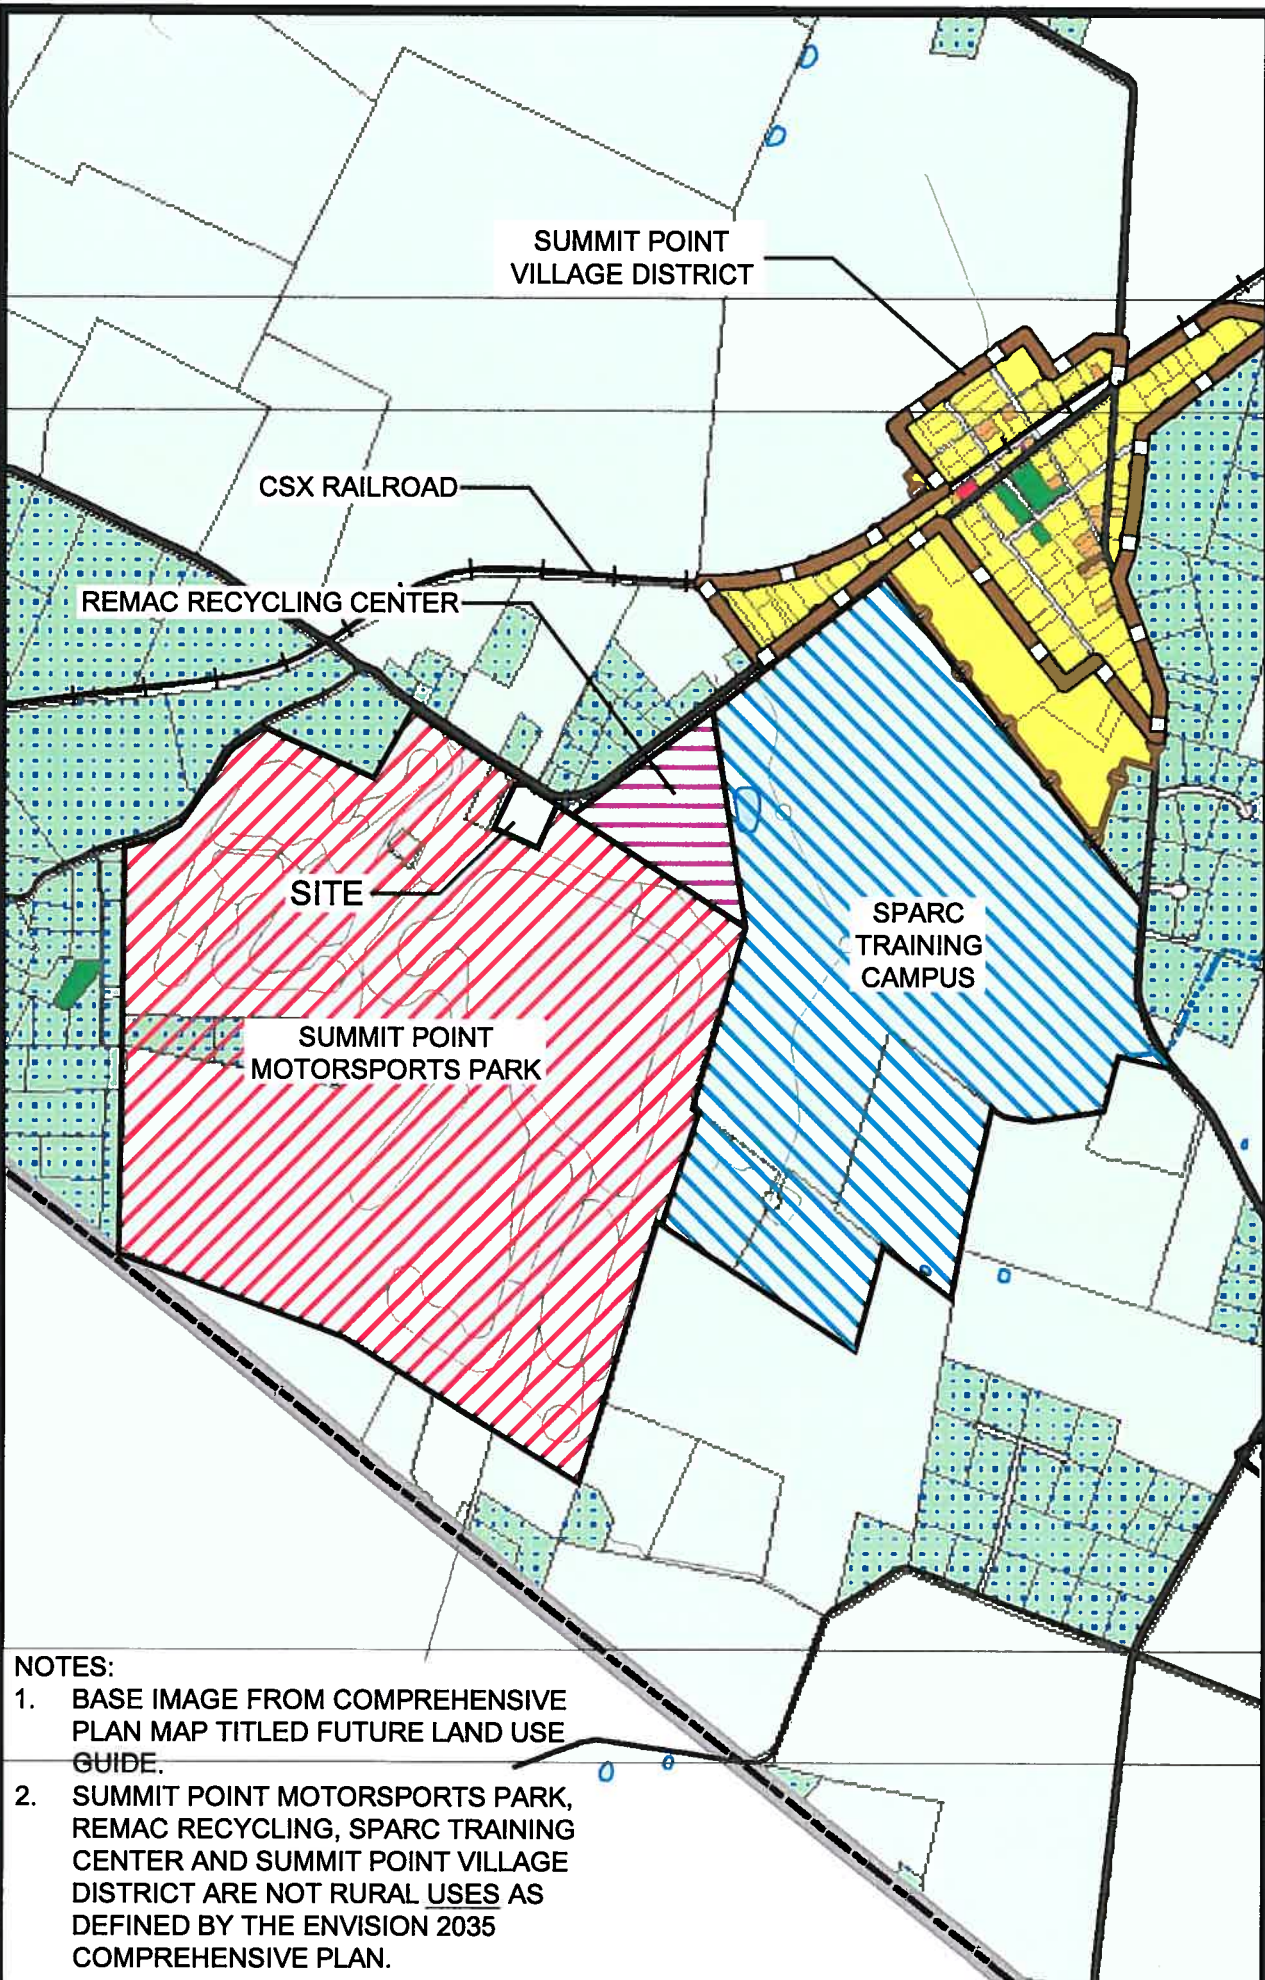 SUMMIT POINT
VILLAGE DISTRICT
CSX RAILROAD
REMAC RECYCLING CENTER
SITE
SPARC
TRAINING
CAMPUS
SUMMIT POINT
MOTORSPORTS PARK
NOTES:
1. BASE IMAGE FROM COMPREHENSIVE
PLAN MAP TITLED FUTURE LAND USE
GUIDE.
2. SUMMIT POINT MOTORSPORTS PARK,
REMAC RECYCLING, SPARC TRAINING
CENTER AND SUMMIT POINT VILLAGE
DISTRICT ARE NOT RURAL USES AS
DEFINED BY THE ENVISION 2035
COMPREHENSIVE PLAN.